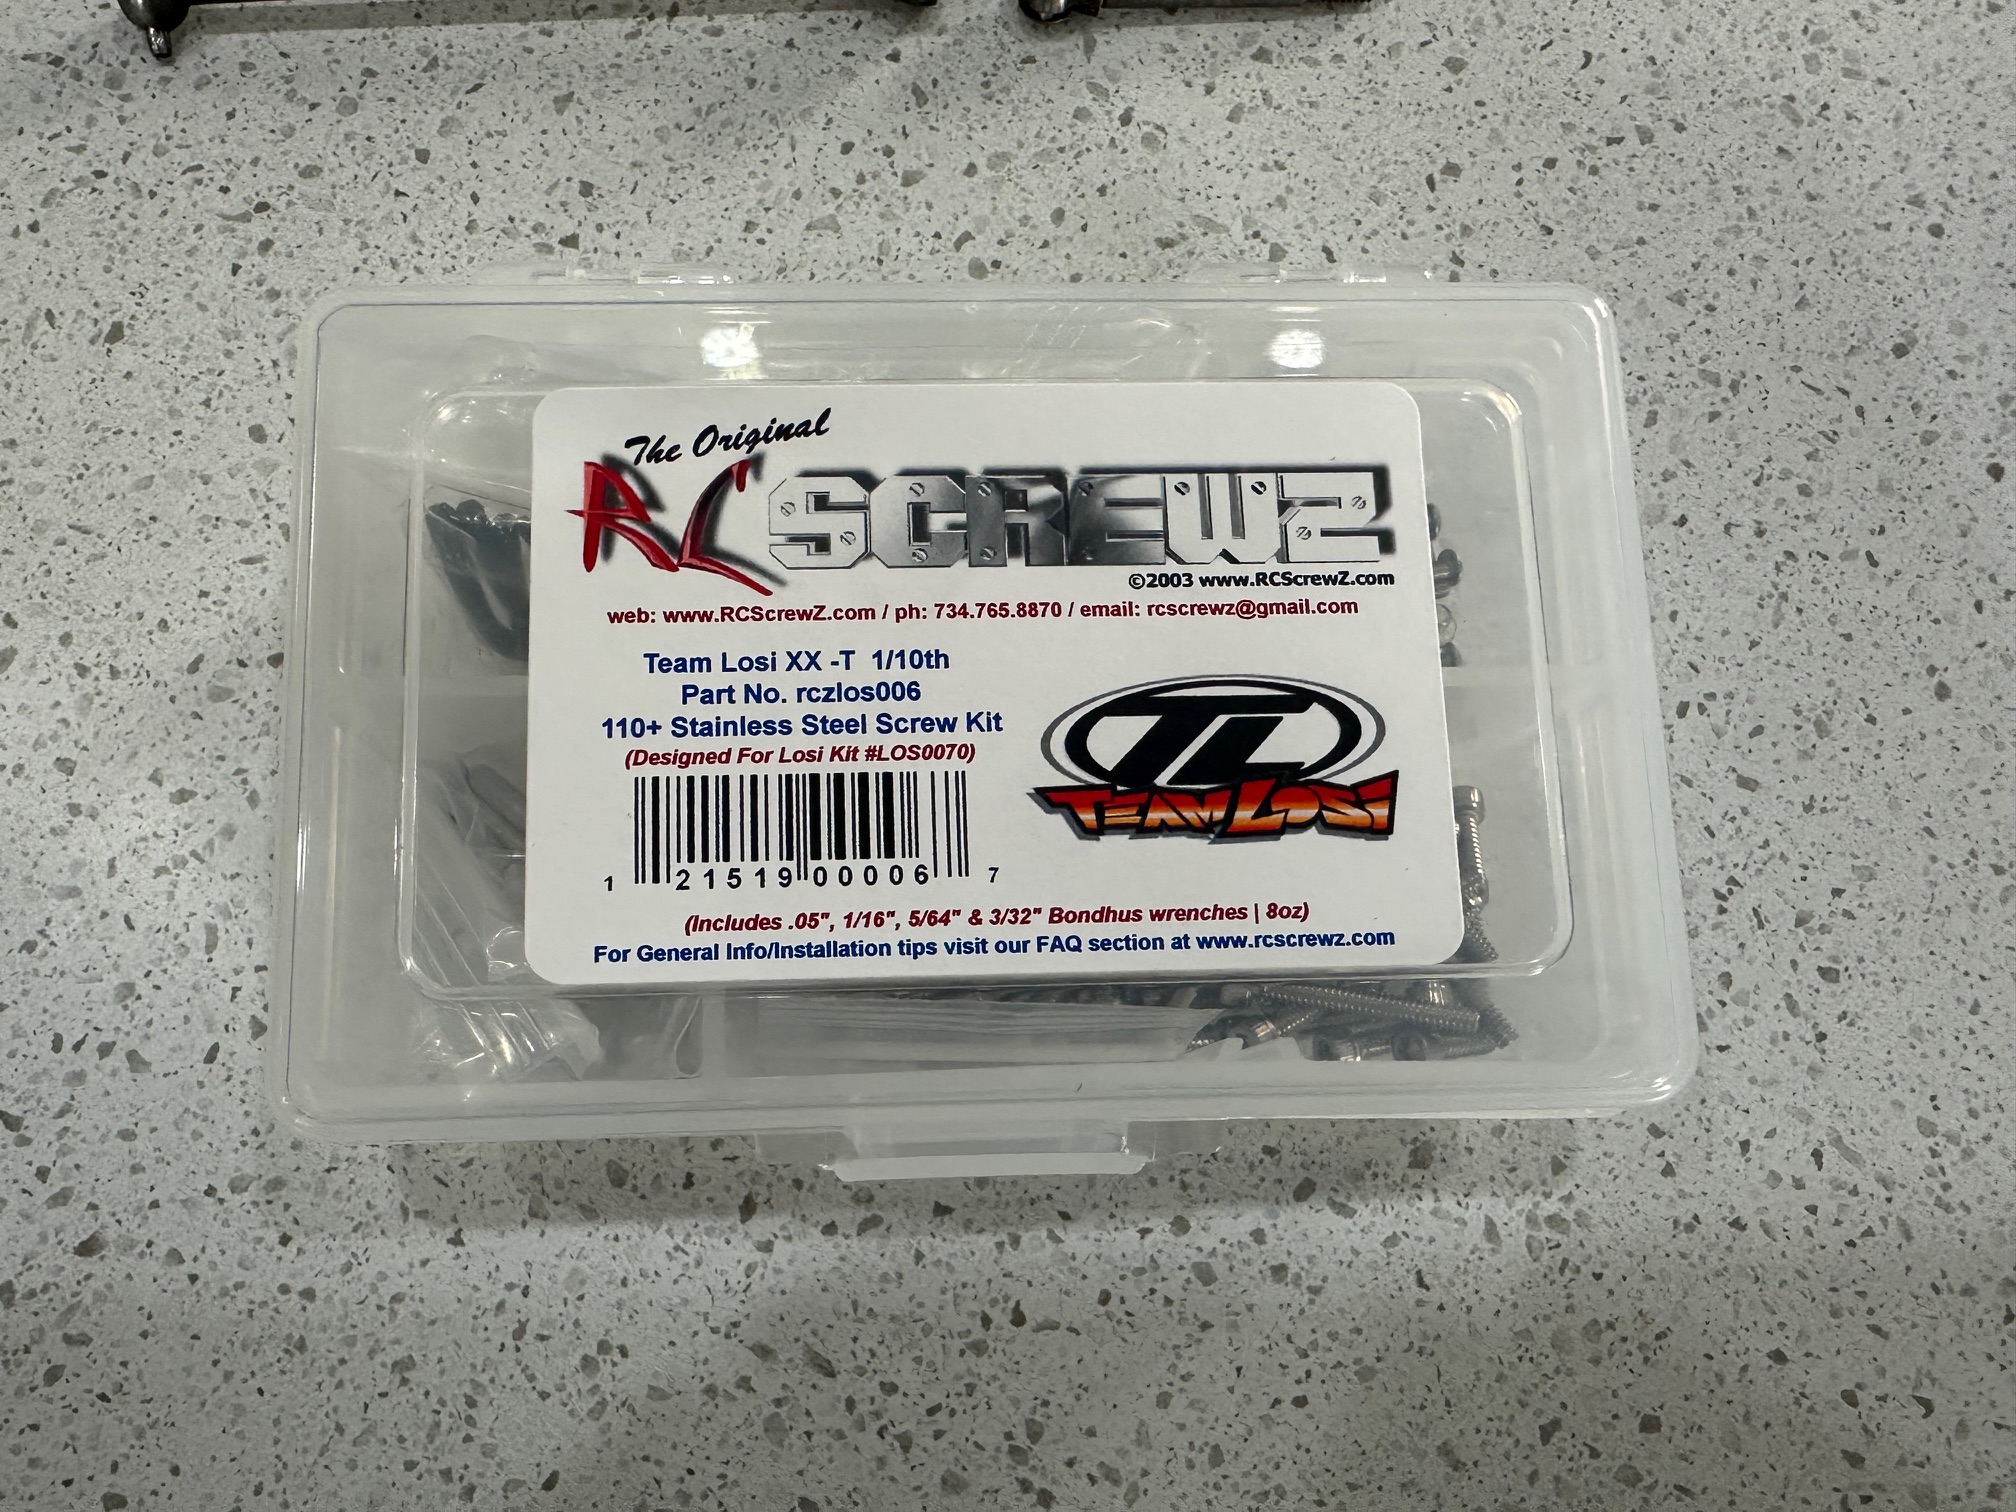 The Original
RC SCREWZ
©2003 www.RCScrewZ.com
web: www.RCScrewZ.com / ph: 734.765.8870 / email: rcscrewz@gmail.com
Team Losi XX -T 1/10th
Part No. rczlos006
110+ Stainless Steel Screw Kit
(Designed For Losi Kit #LOS0070)
TL
TEAM LOSI
1 21519 00006 7
(Includes .05", 1/16", 5/64" & 3/32" Bondhus wrenches | 8oz)
For General Info/Installation tips visit our FAQ section at www.rcscrewz.com